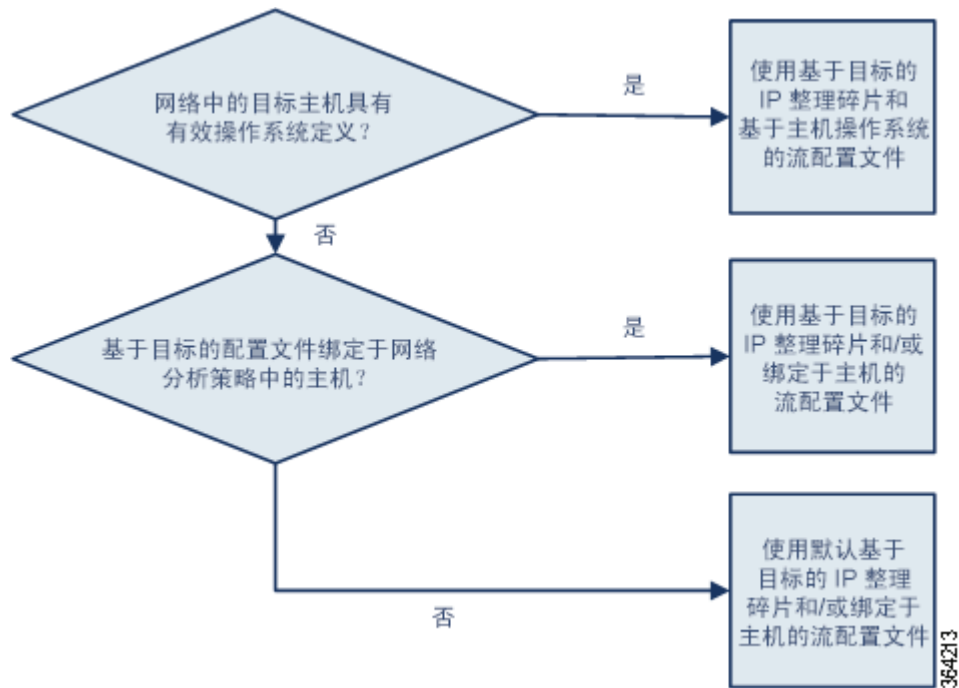 网络中的目标主机具有
有效操作系统定义？
是
使用基于目标的
IP 整理碎片和
基于主机操作系统
的流配置文件
否
基于目标的配置文件绑定于网络
分析策略中的主机？
是
使用基于目标的
IP 整理碎片和/或
绑定于主机的
流配置文件
否
使用默认基于
目标的 IP 整理
碎片和/或绑定于
主机的流配置文件
364213